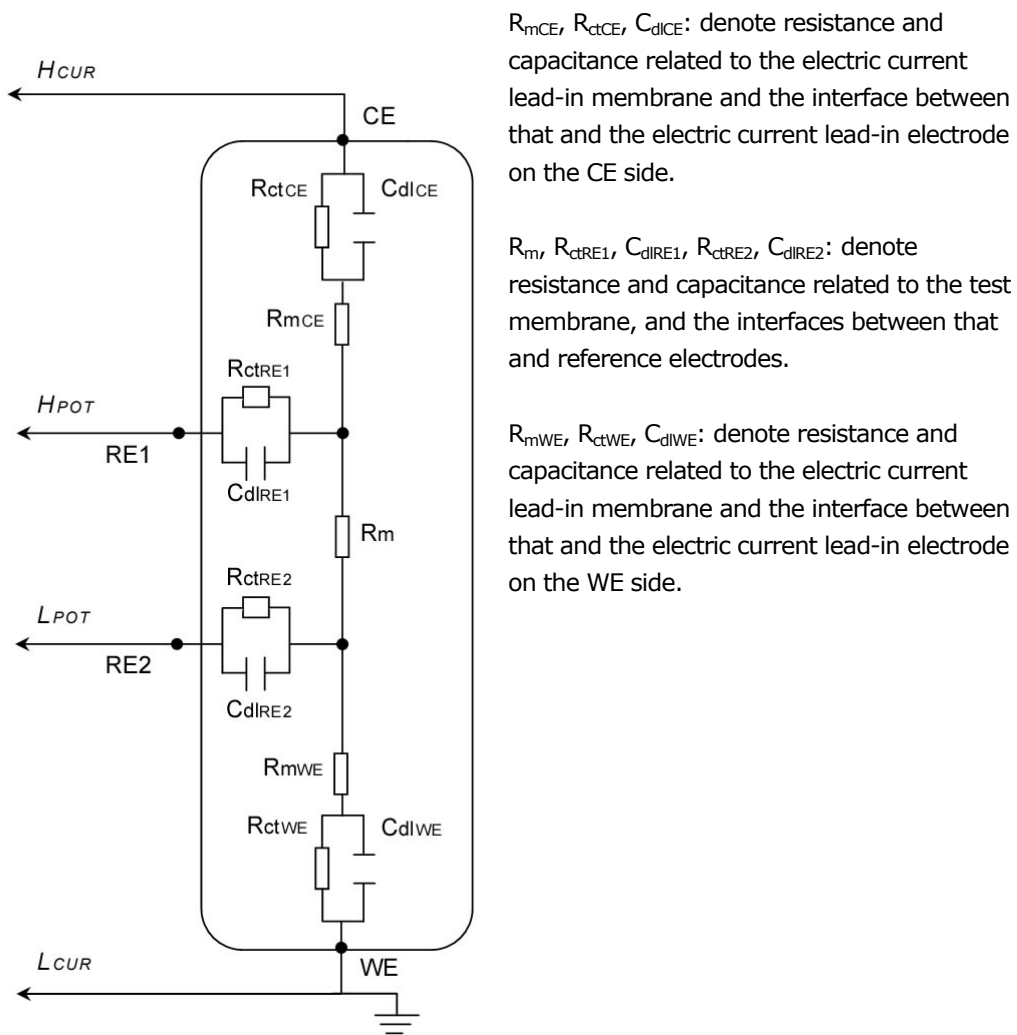 H CUR
CE
RctCE
CdlCE
RmCE
RctRE1
H POT
RE1
CdlRE1
Rm
RctRE2
L POT
RE2
CdlRE2
RmWE
RctWE
CdlWE
L CUR
WE
RmCE, RctCE, CdlCE: denote resistance and
capacitance related to the electric current
lead-in membrane and the interface between
that and the electric current lead-in electrode
on the CE side.
Rm, RctRE1, CdlRE1, RctRE2, CdlRE2: denote
resistance and capacitance related to the test
membrane, and the interfaces between that
and reference electrodes.
RmWE, RctWE, CdlWE: denote resistance and
capacitance related to the electric current
lead-in membrane and the interface between
that and the electric current lead-in electrode
on the WE side.